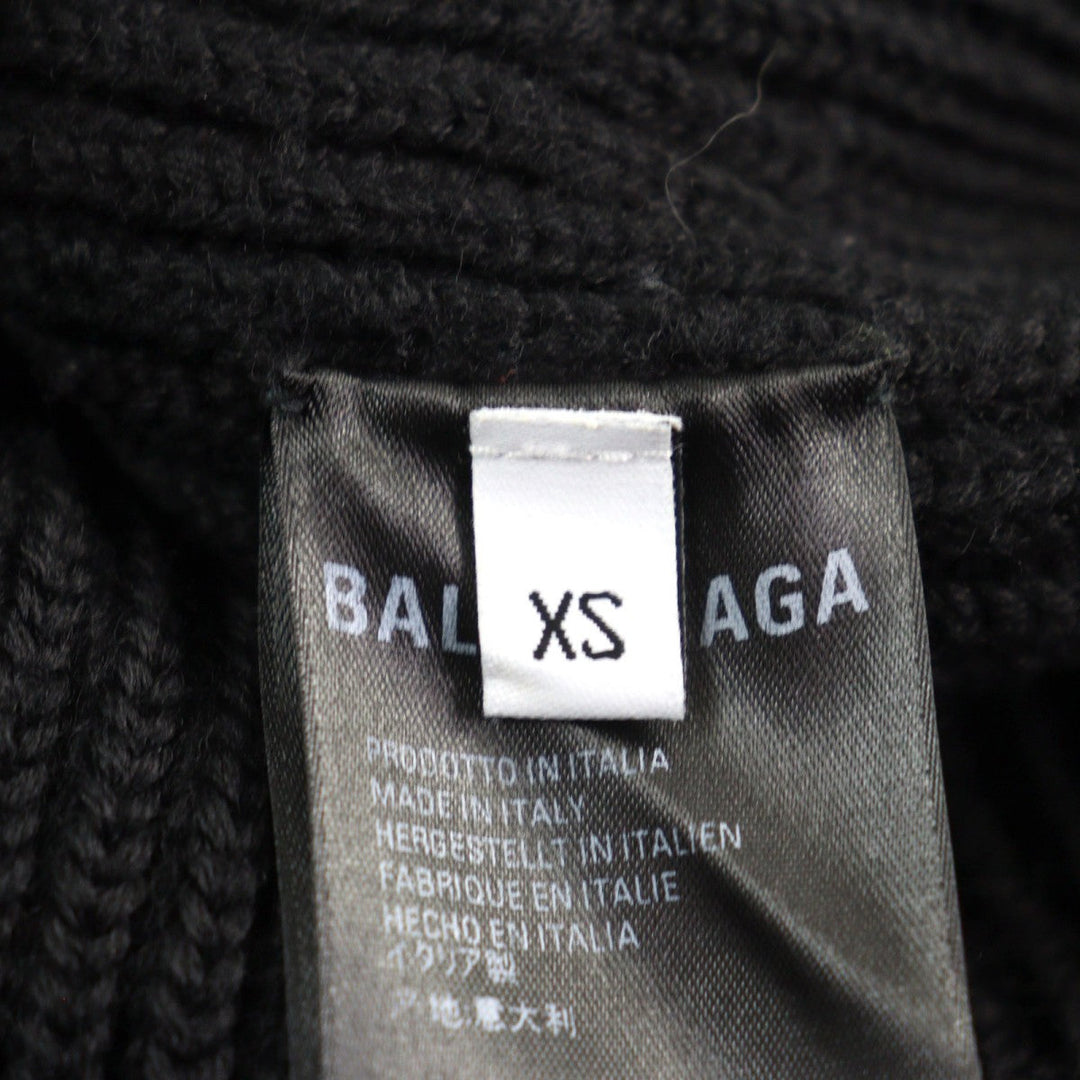 BAL AGA
XS
PRODOTTO IN ITALIA
MADE IN ITALY
HERGESTELLT IN ITALIEN
FABRIQUE EN ITALIE
HECHO EN ITALIA
イタリア製
产地:意大利